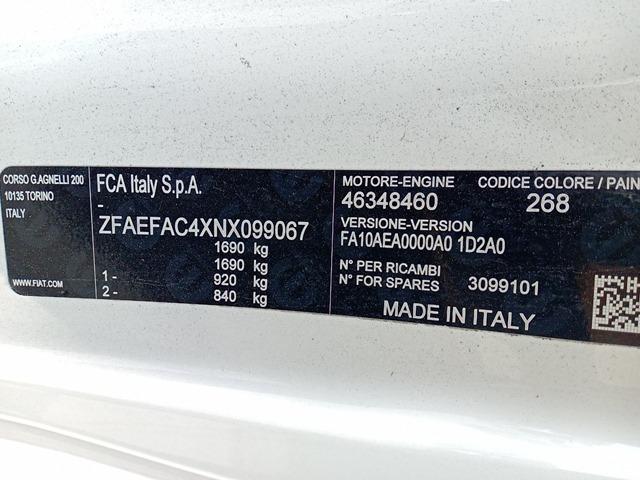 CORSO G.AGNELLI 200
10135 TORINO
ITALY
WWW.FIAT.COM
FCA Italy S.p.A.
-
ZFAEFAC4XNX099067
1690 kg
1690 kg
1 - 920 kg
2 - 840 kg
MOTORE-ENGINE
46348460
CODICE COLORE / PAIN
268
VERSIONE-VERSION
FA10AEA0000A0 1D2A0
N° PER RICAMBI
N° FOR SPARES 3099101
MADE IN ITALY